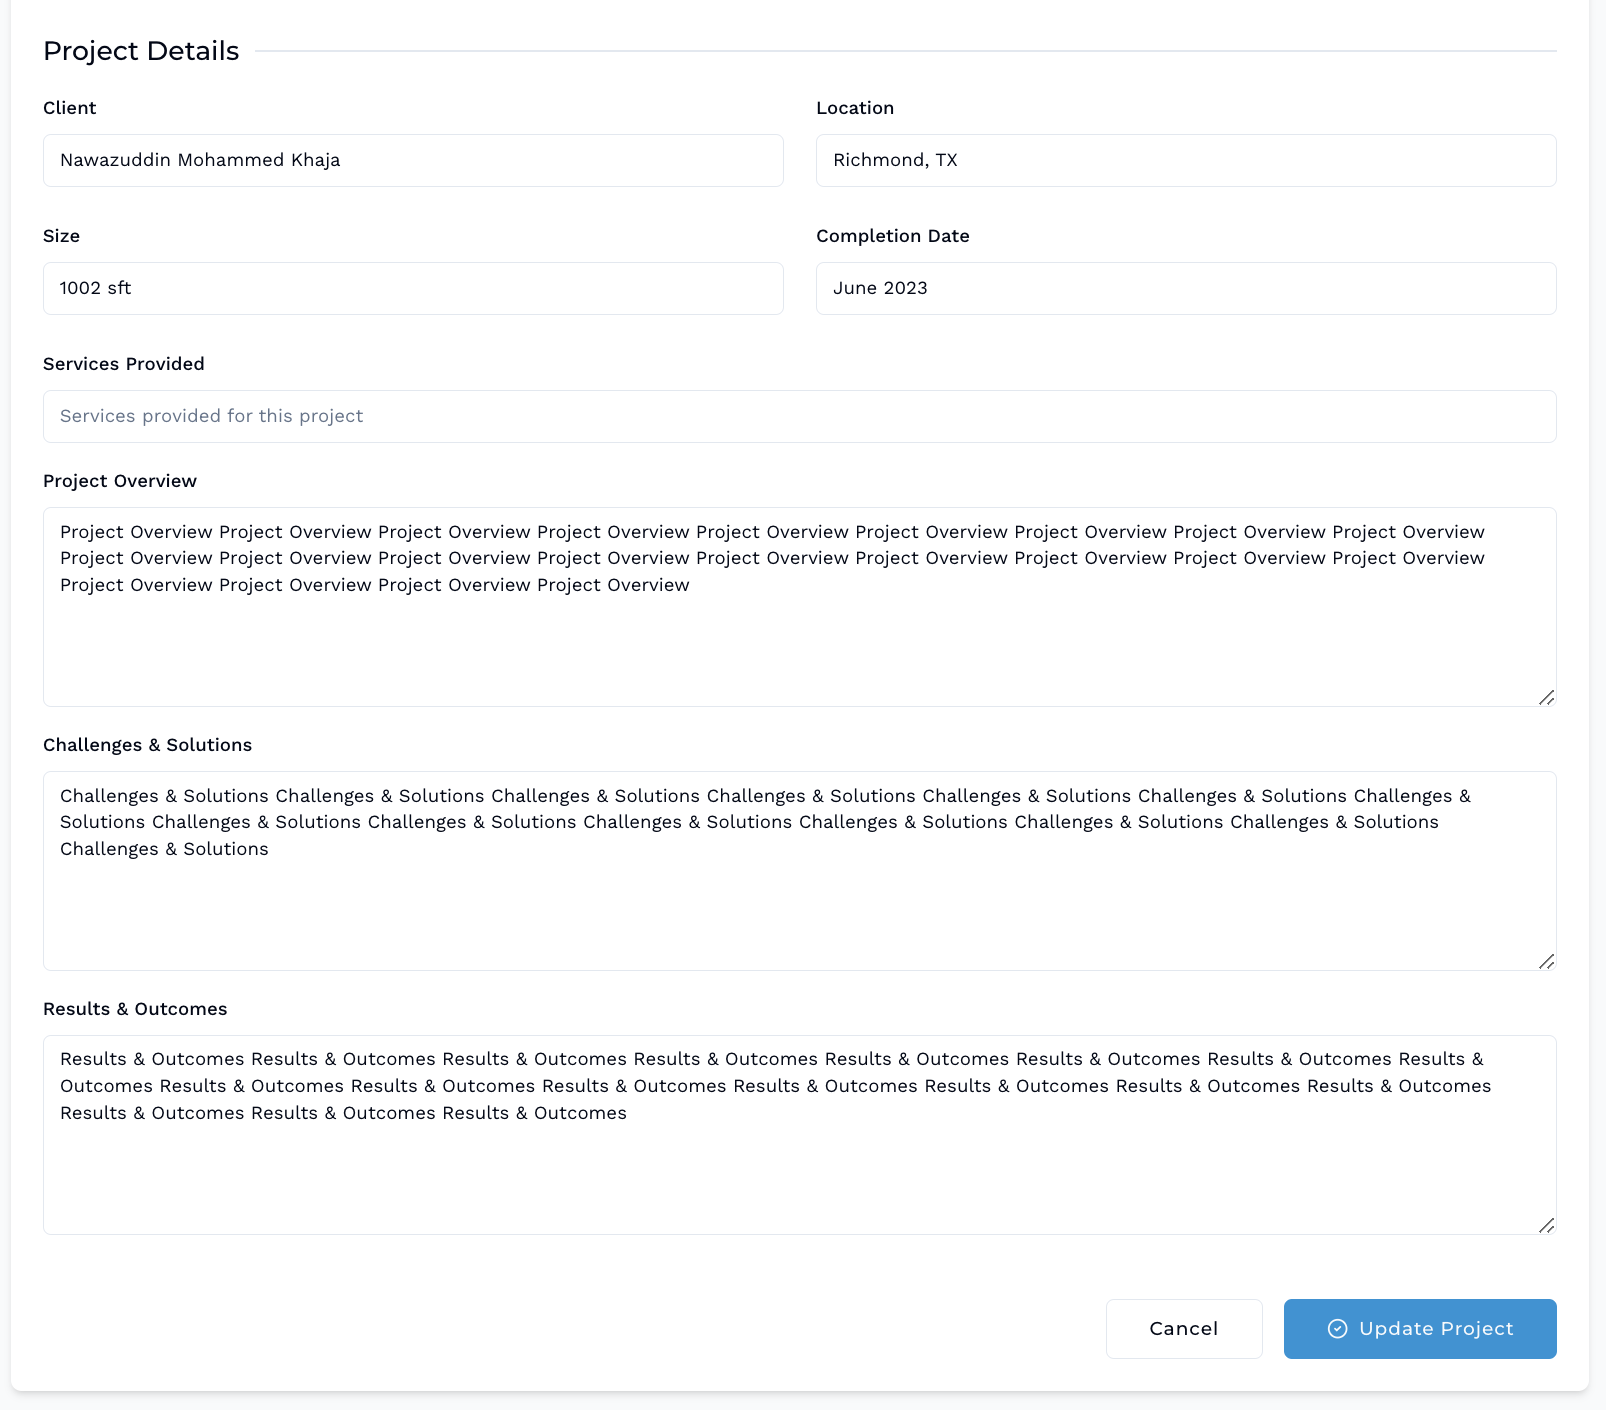 Project Details
Client
Location
Nawazuddin Mohammed Khaja
Richmond, TX
Size
Completion Date
1002 sft
June 2023
Services Provided
Services provided for this project
Project Overview
Project Overview Project Overview Project Overview Project Overview Project Overview Project Overview Project Overview Project Overview Project Overview
Project Overview Project Overview Project Overview Project Overview Project Overview Project Overview Project Overview Project Overview Project Overview
Project Overview Project Overview Project Overview Project Overview
Challenges & Solutions
Challenges & Solutions Challenges & Solutions Challenges & Solutions Challenges & Solutions Challenges & Solutions Challenges & Solutions Challenges &
Solutions Challenges & Solutions Challenges & Solutions Challenges & Solutions Challenges & Solutions Challenges & Solutions Challenges & Solutions
Challenges & Solutions
Results & Outcomes
Results & Outcomes Results & Outcomes Results & Outcomes Results & Outcomes Results & Outcomes Results & Outcomes Results & Outcomes Results &
Outcomes Results & Outcomes Results & Outcomes Results & Outcomes Results & Outcomes Results & Outcomes Results & Outcomes Results & Outcomes
Results & Outcomes Results & Outcomes Results & Outcomes
Cancel
Update Project